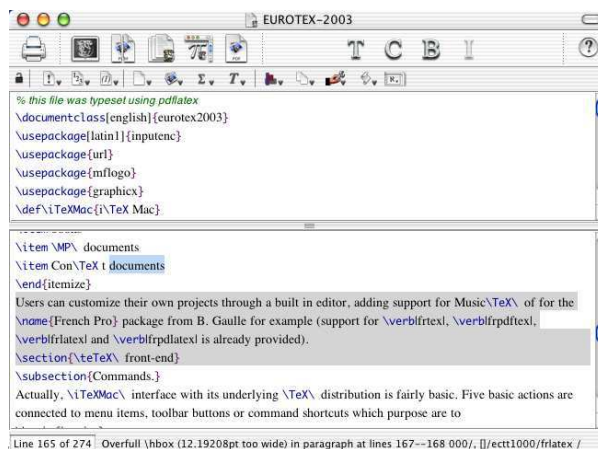 EUROTEX-2003
T C B I ?
% this file was typeset using pdflatex
\documentclass[english]{eurotex2003}
\usepackage[latin1]{inputenc}
\usepackage{url}
\usepackage{mflogo}
\usepackage{graphicx}
\def\iTeXMac{i\TeX Mac}
\item \MP\ documents
\item Con\TeX t documents
\end{itemize}
Users can customize their own projects through a built in editor, adding support for Music\TeX\ of for the
\name{French Pro} package from B. Gaulle for example (support for \verb|frtex|, \verb|frpdftex|,
\verb|frlatex| and \verb|frpdlatex| is already provided).
\section{\teTeX\ front-end}
\subsection{Commands.}
Actually, \iTeXMac\ interface with its underlying \TeX\ distribution is fairly basic. Five basic actions are
connected to menu items, toolbar buttons or command shortcuts which purpose are to
Line 165 of 274 Overfull \hbox (12.19208pt too wide) in paragraph at lines 167--168 000/, []/ectt1000/frlatex /